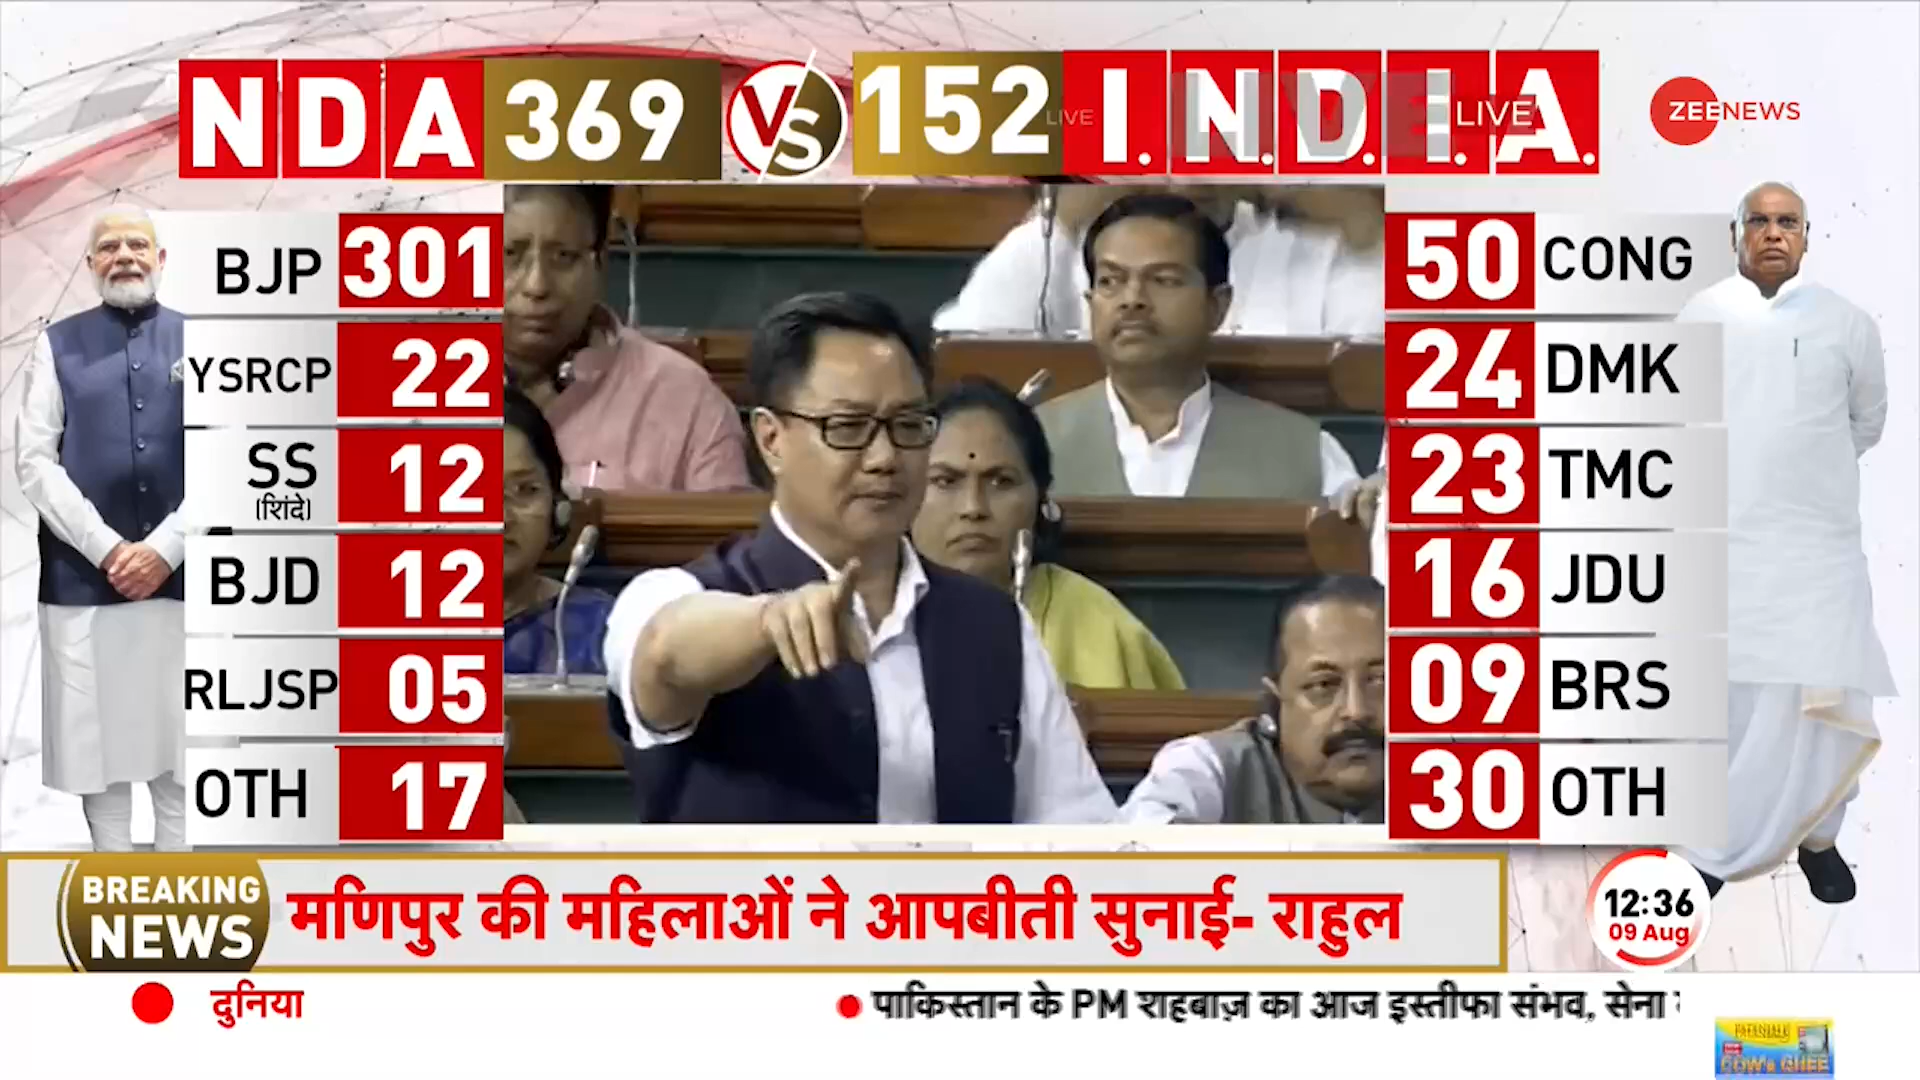 NDA 369 VS 152 I.N.D.I.A.
LIVE
LIVE
ZEENEWS
BJP 301
YSRCP 22
SS 12
(शिंदे)
BJD 12
RLJSP 05
OTH 17
50 CONG
24 DMK
23 TMC
16 JDU
09 BRS
30 OTH
BREAKING
NEWS
मणिपुर की महिलाओं ने आपबीती सुनाई- राहुल
12:36
09 Aug
दुनिया
पाकिस्तान के PM शहबाज़ का आज इस्तीफा संभव, सेना
COW's GHEE